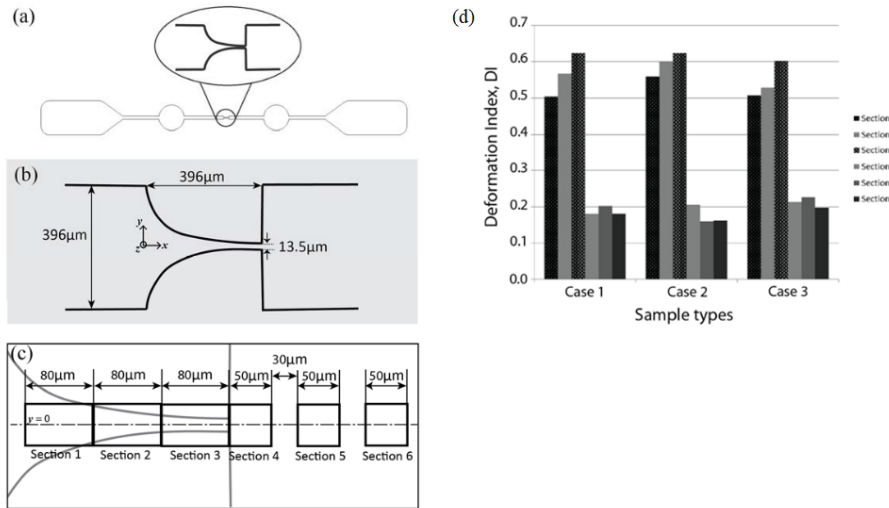 (a)
(b)
396μm
396μm
y
z x
13.5μm
(c)
30μm
80μm 80μm 80μm 50μm 50μm 50μm
y = 0
Section 1 Section 2 Section 3 Section 4 Section 5 Section 6
(d)
Deformation Index, DI
0.7
0.6
0.5
0.4
0.3
0.2
0.1
0.0
Case 1 Case 2 Case 3
Sample types
Section
Section
Section
Section
Section
Section